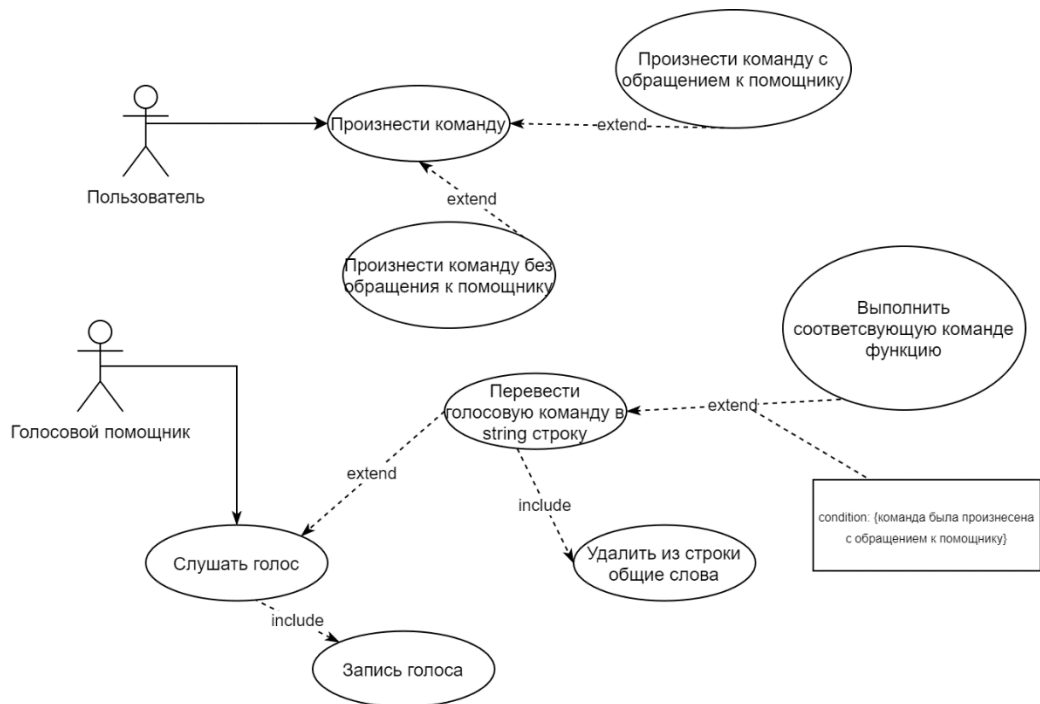 Произнести команду с
обращением к помощнику
Произнести команду
extend
Пользователь
extend
Произнести команду без
обращения к помощнику
Выполнить
соответсвующую команде
функцию
Голосовой помощник
Перевести
голосовую команду в
string строку
extend
extend
include
condition: {команда была произнесена
с обращением к помощнику}
Слушать голос
Удалить из строки
общие слова
include
Запись голоса